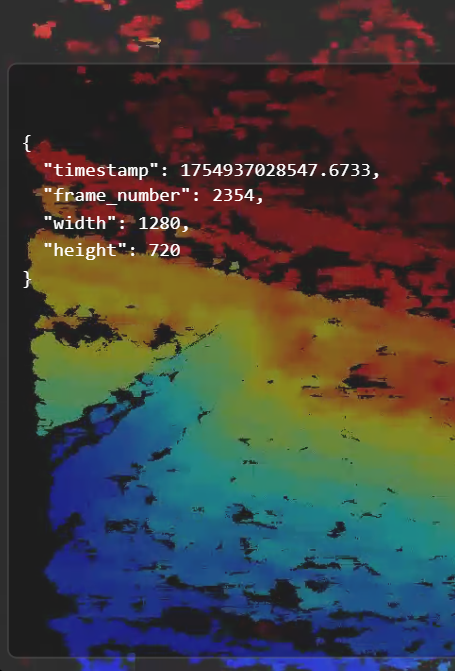 {
"timestamp": 1754937028547.6733,
"frame_number": 2354,
"width": 1280,
"height": 720
}